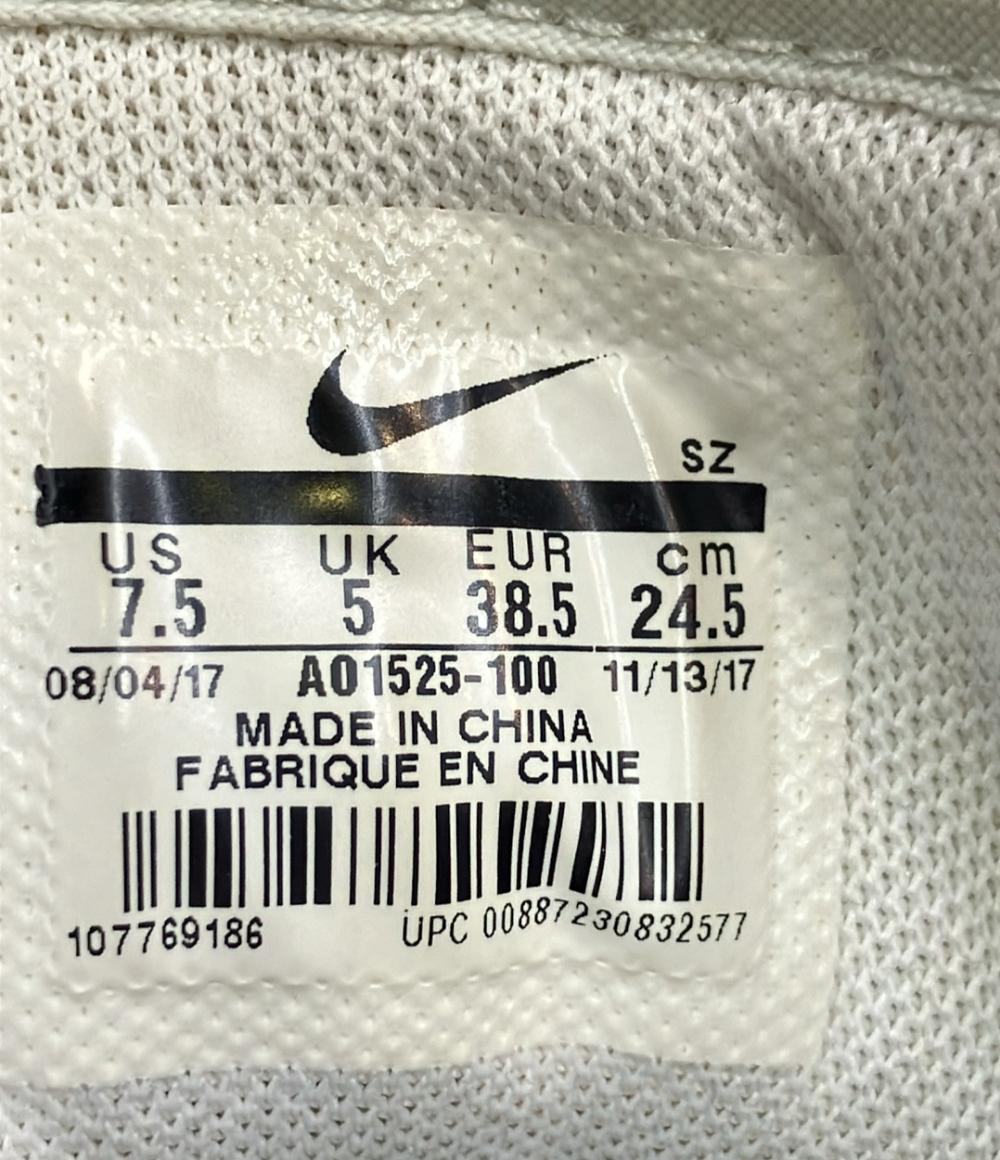 SZ
US UK EUR cm
7.5 5 38.5 24.5
08/04/17 AO1525-100 11/13/17
MADE IN CHINA
FABRIQUE EN CHINE
107769186 UPC 00887230832577